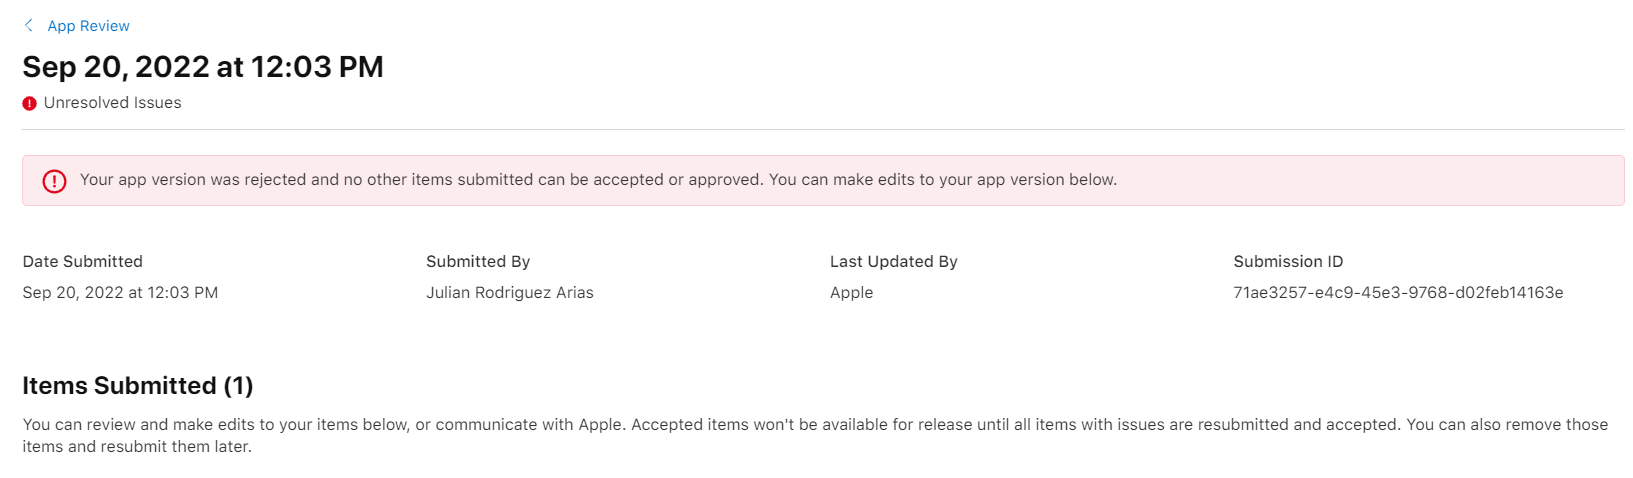 App Review
Sep 20, 2022 at 12:03 PM
Unresolved Issues
Your app version was rejected and no other items submitted can be accepted or approved. You can make edits to your app version below.
Date Submitted
Submitted By
Last Updated By
Submission ID
Sep 20, 2022 at 12:03 PM
Julian Rodriguez Arias
Apple
71ae3257-e4c9-45e3-9768-d02feb14163e
Items Submitted (1)
You can review and make edits to your items below, or communicate with Apple. Accepted items won't be available for release until all items with issues are resubmitted and accepted. You can also remove those
items and resubmit them later.